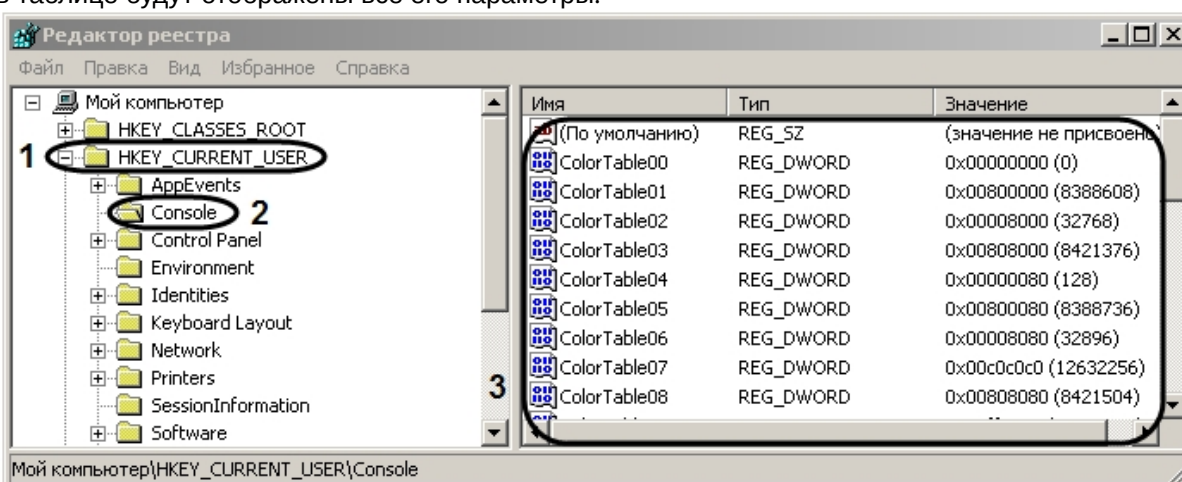 в таблице будут отображены все его параметры.
Редактор реестра
Файл Правка Вид Избранное Справка
Мой компьютер
HKEY_CLASSES_ROOT
1 HKEY_CURRENT_USER
AppEvents
Console 2
Control Panel
Environment
Identities
Keyboard Layout
Network
Printers
SessionInformation
Software
3
Имя Тип Значение
(По умолчанию) REG_SZ (значение не присвоено)
ColorTable00 REG_DWORD 0x00000000 (0)
ColorTable01 REG_DWORD 0x00800000 (8388608)
ColorTable02 REG_DWORD 0x00008000 (32768)
ColorTable03 REG_DWORD 0x00808000 (8421376)
ColorTable04 REG_DWORD 0x00000080 (128)
ColorTable05 REG_DWORD 0x00800080 (8388736)
ColorTable06 REG_DWORD 0x00008080 (32896)
ColorTable07 REG_DWORD 0x00c0c0c0 (12632256)
ColorTable08 REG_DWORD 0x00808080 (8421504)
Мой компьютер\HKEY_CURRENT_USER\Console